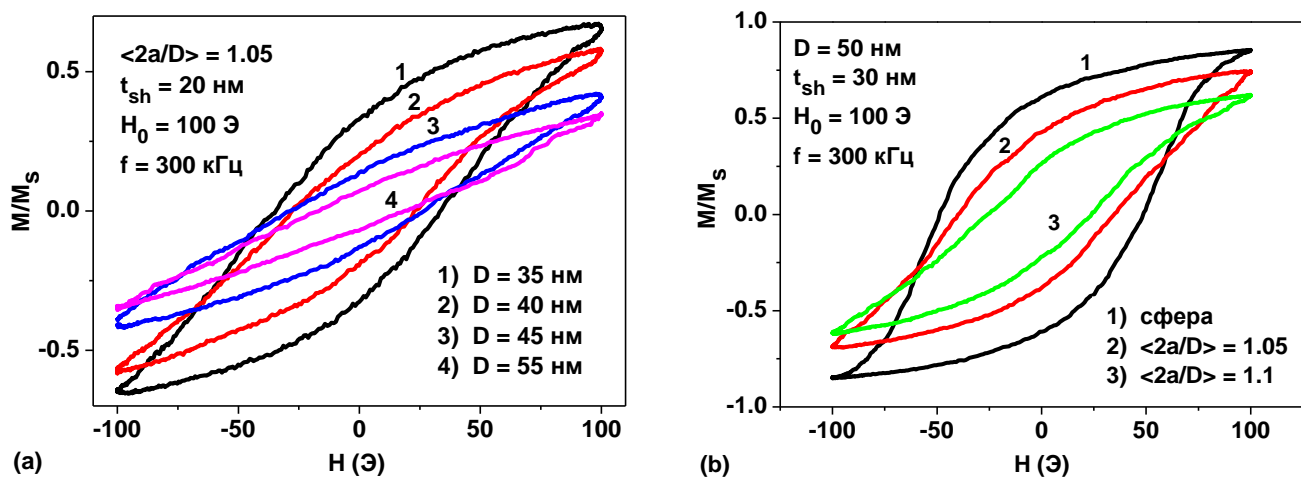 <2a/D> = 1.05
t_sh = 20 нм
H_0 = 100 Э
f = 300 кГц
1
2
3
4
1) D = 35 нм
2) D = 40 нм
3) D = 45 нм
4) D = 55 нм
0.5
0.0
-0.5
M/M_s
-100
-50
0
50
100
H (Э)
(a)
D = 50 нм
t_sh = 30 нм
H_0 = 100 Э
f = 300 кГц
1
2
3
1) сфера
2) <2a/D> = 1.05
3) <2a/D> = 1.1
1.0
0.5
0.0
-0.5
-1.0
M/M_s
-100
-50
0
50
100
H (Э)
(b)